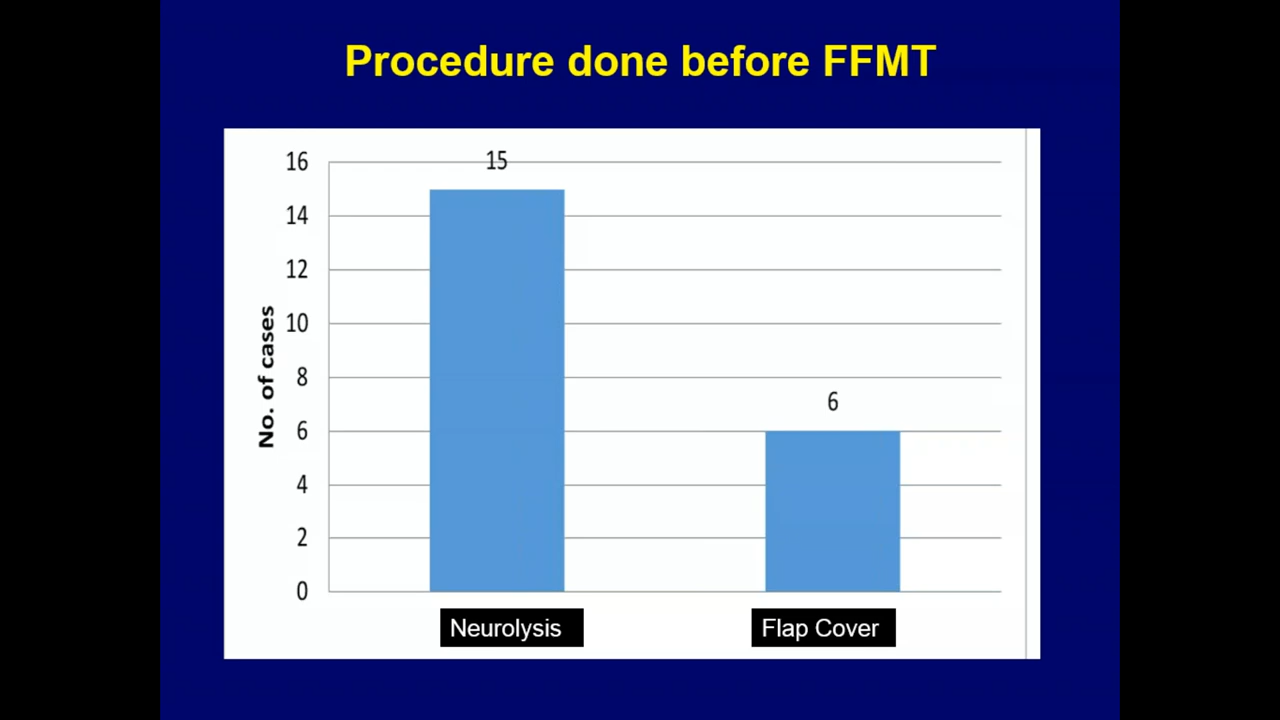 Procedure done before FFMT
No. of cases
16
14
12
10
8
6
4
2
0
15
6
Neurolysis
Flap Cover